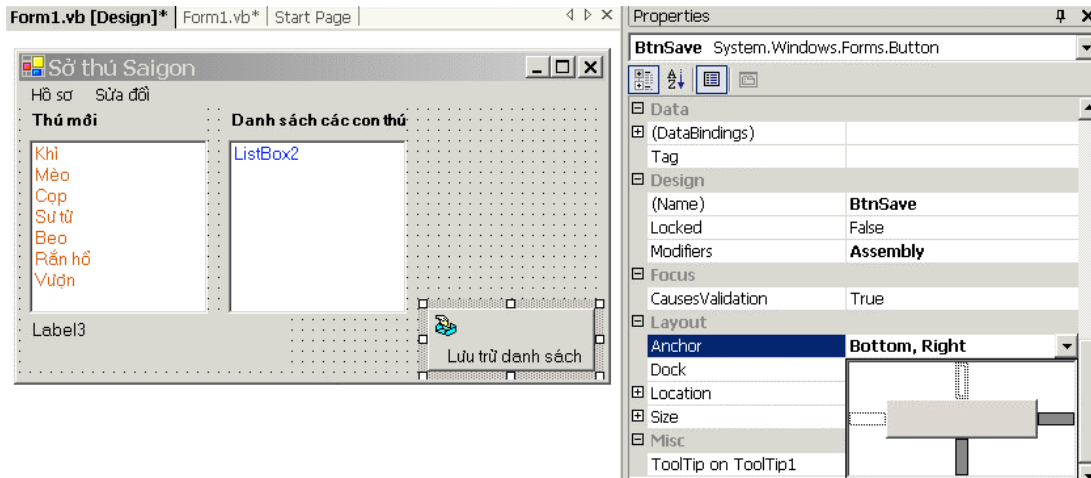 Form1.vb [Design]* Form1.vb* Start Page
Sở thú Saigon
Hồ sơ Sửa đổi
Thú mới Danh sách các con thú
Khỉ
Mèo
Cọp
Sư tử
Beo
Rắn hổ
Vượn
ListBox2
Label3
Lưu trữ danh sách
Properties
BtnSave System.Windows.Forms.Button
Data
(DataBindings)
Tag
Design
(Name) BtnSave
Locked False
Modifiers Assembly
Focus
CausesValidation True
Layout
Anchor Bottom, Right
Dock
Location
Size
Misc
ToolTip on ToolTip1